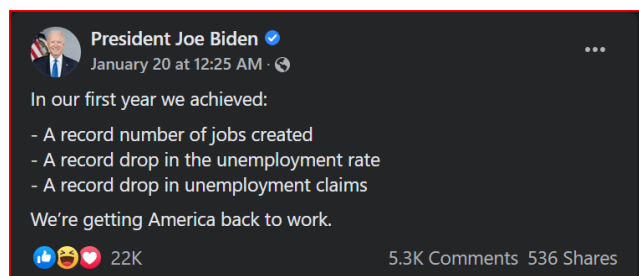 President Joe Biden
January 20 at 12:25 AM ·
In our first year we achieved:
- A record number of jobs created
- A record drop in the unemployment rate
- A record drop in unemployment claims
We're getting America back to work.
22K 5.3K Comments 536 Shares